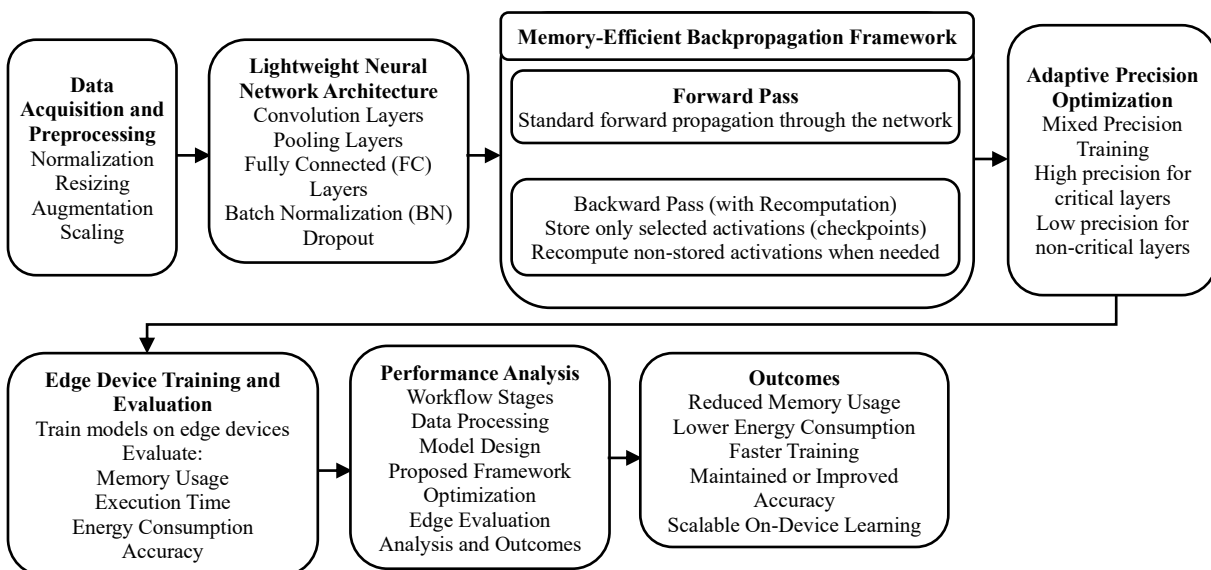 Data
Acquisition and
Preprocessing
Normalization
Resizing
Augmentation
Scaling
Lightweight Neural
Network Architecture
Convolution Layers
Pooling Layers
Fully Connected (FC)
Layers
Batch Normalization (BN)
Dropout
Memory-Efficient Backpropagation Framework
Forward Pass
Standard forward propagation through the network
Backward Pass (with Recomputation)
Store only selected activations (checkpoints)
Recompute non-stored activations when needed
Adaptive Precision
Optimization
Mixed Precision
Training
High precision for
critical layers
Low precision for
non-critical layers
Edge Device Training and
Evaluation
Train models on edge devices
Evaluate:
Memory Usage
Execution Time
Energy Consumption
Accuracy
Performance Analysis
Workflow Stages
Data Processing
Model Design
Proposed Framework
Optimization
Edge Evaluation
Analysis and Outcomes
Outcomes
Reduced Memory Usage
Lower Energy Consumption
Faster Training
Maintained or Improved
Accuracy
Scalable On-Device Learning